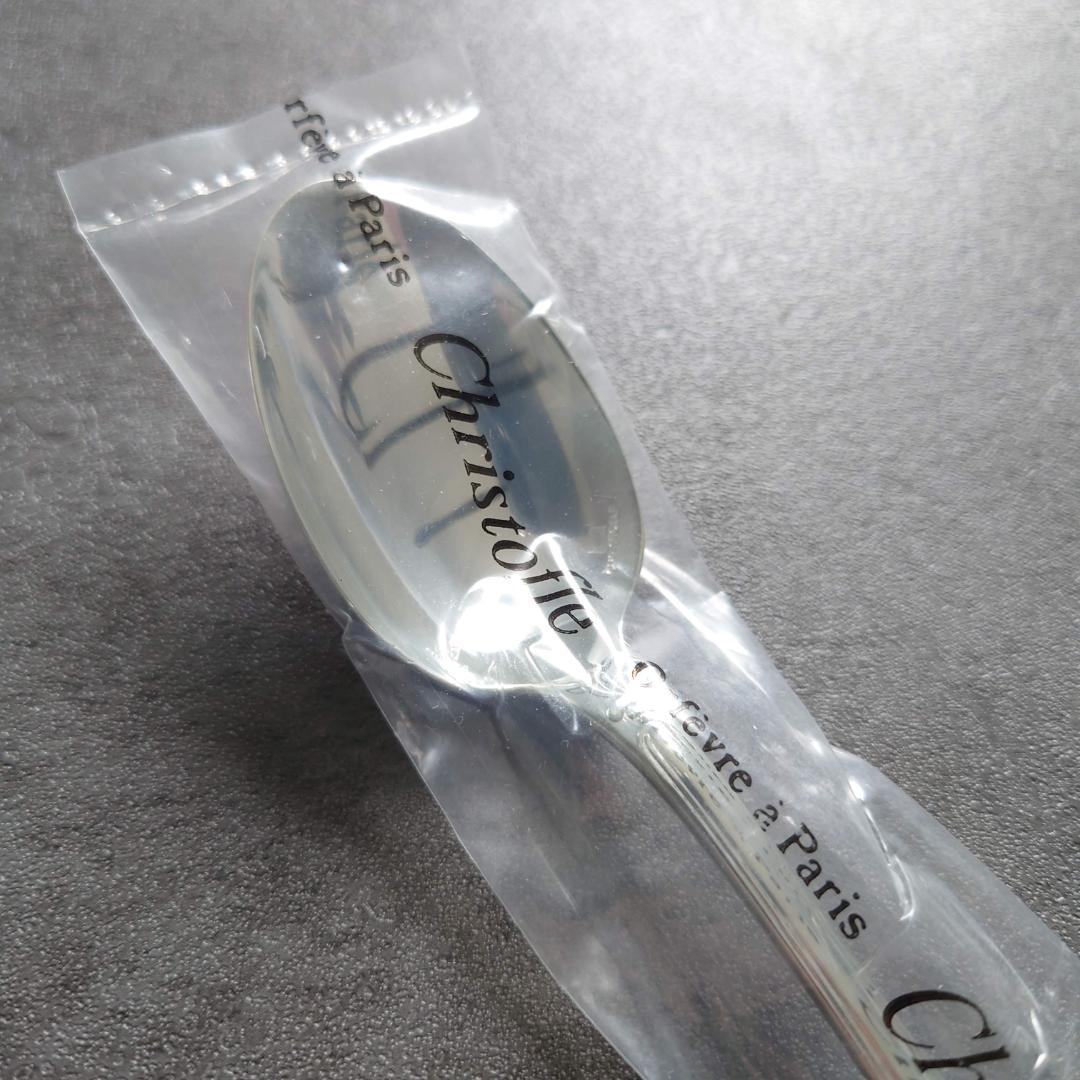 rfèvre à Paris
Christofle
Orfèvre à Paris
Ch